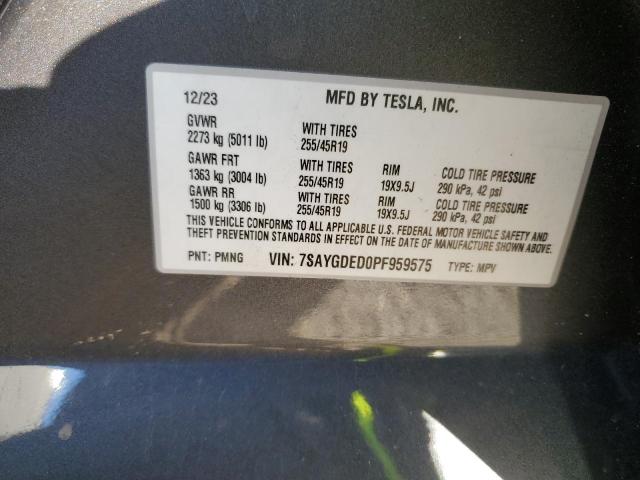 12/23 MFD BY TESLA, INC.
GVWR
2273 kg (5011 lb) WITH TIRES 255/45R19
GAWR FRT WITH TIRES RIM COLD TIRE PRESSURE
1363 kg (3004 lb) 255/45R19 19X9.5J 290 kPa, 42 psi
GAWR RR WITH TIRES RIM COLD TIRE PRESSURE
1500 kg (3306 lb) 255/45R19 19X9.5J 290 kPa, 42 psi
THIS VEHICLE CONFORMS TO ALL APPLICABLE U.S. FEDERAL MOTOR VEHICLE SAFETY AND
THEFT PREVENTION STANDARDS IN EFFECT ON THE DATE OF MANUFACTURE SHOWN ABOVE.
PNT: PMNG VIN: 7SAYGDED0PF959575 TYPE: MPV